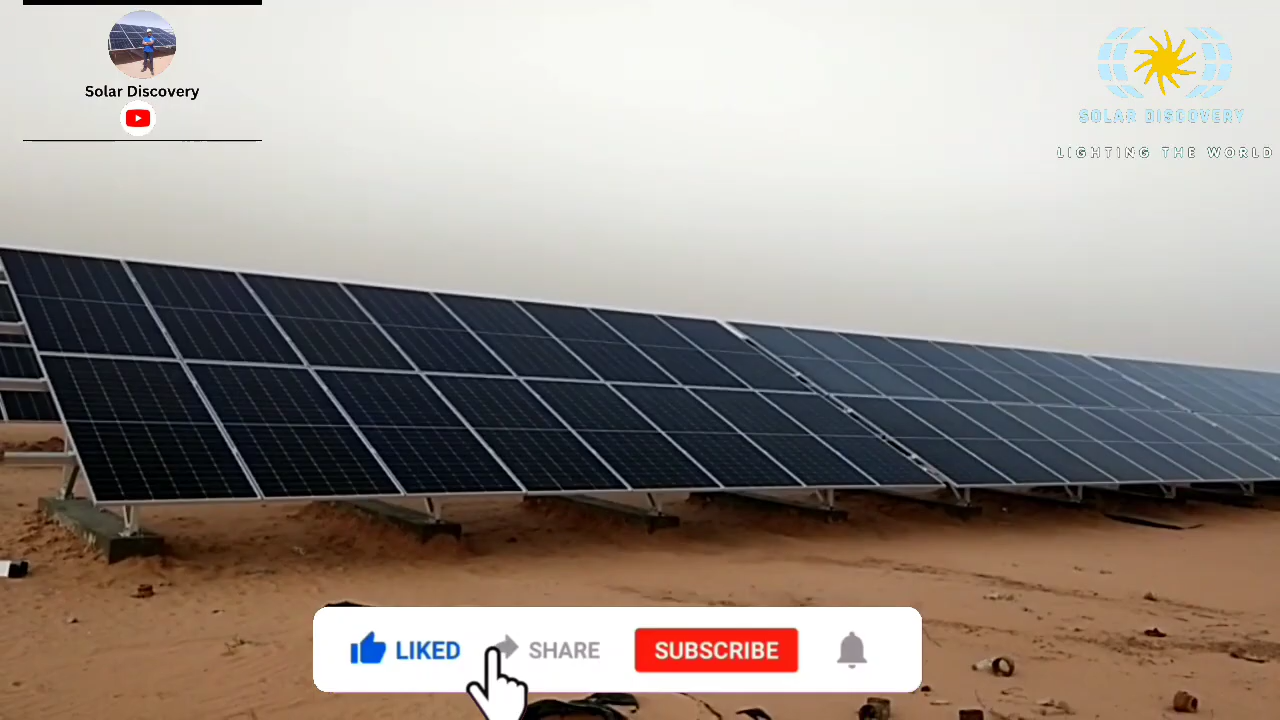 Solar Discovery
SOLAR DISCOVERY
LIGHTING THE WORLD
LIKED
SHARE
SUBSCRIBE